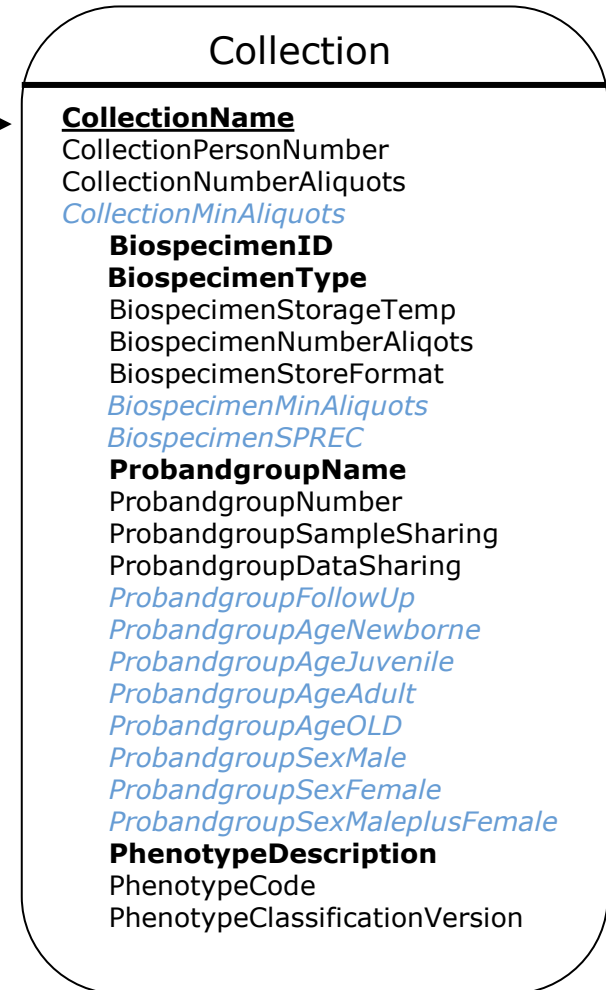 Collection
CollectionName
CollectionPersonNumber
CollectionNumberAliquots
CollectionMinAliquots
BiospecimenID
BiospecimenType
BiospecimenStorageTemp
BiospecimenNumberAliqots
BiospecimenStoreFormat
BiospecimenMinAliquots
BiospecimenSPREC
ProbandgroupName
ProbandgroupNumber
ProbandgroupSampleSharing
ProbandgroupDataSharing
ProbandgroupFollowUp
ProbandgroupAgeNewborne
ProbandgroupAgeJuvenile
ProbandgroupAgeAdult
ProbandgroupAgeOLD
ProbandgroupSexMale
ProbandgroupSexFemale
ProbandgroupSexMaleplusFemale
PhenotypeDescription
PhenotypeCode
PhenotypeClassificationVersion